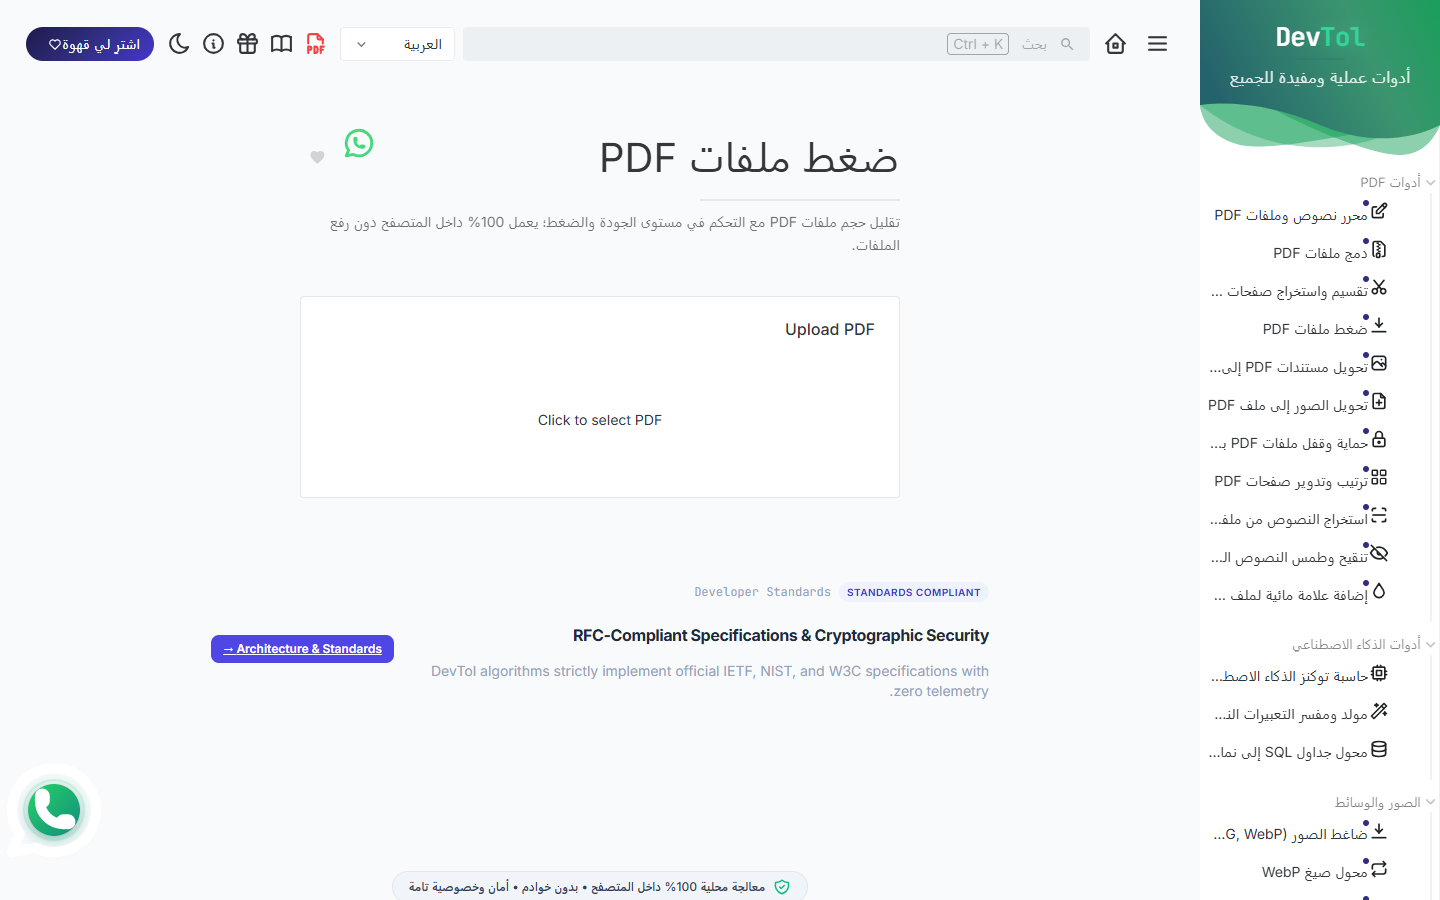 DevTol
أدوات عملية ومفيدة للجميع
أدوات PDF
محرر نصوص وملفات PDF
دمج ملفات PDF
تقسيم واستخراج صفحات ...
ضغط ملفات PDF
تحويل مستندات PDF إلى...
تحويل الصور إلى ملف PDF
حماية وقفل ملفات PDF بـ...
ترتيب وتدوير صفحات PDF
استخراج النصوص من ملفـ...
تنقيح وطمس النصوص الـ...
إضافة علامة مائية لملف ...
أدوات الذكاء الاصطناعي
حاسبة توكنز الذكاء الاصطـ...
مولد ومفسر التعبيرات النـ...
محول جداول SQL إلى نما...
الصور والوسائط
ضاغط الصور (G, WebP...
محول صيغ WebP
بحث Ctrl + K
العربية
PDF
اشترِ لي قهوة
ضغط ملفات PDF
تقليل حجم ملفات PDF مع التحكم في مستوى الجودة والضغط؛ يعمل 100% داخل المتصفح دون رفع
الملفات.
Upload PDF
Click to select PDF
STANDARDS COMPLIANT Developer Standards
RFC-Compliant Specifications & Cryptographic Security
DevTol algorithms strictly implement official IETF, NIST, and W3C specifications with
.zero telemetry
→ Architecture & Standards
معالجة محلية 100% داخل المتصفح • بدون خوادم • أمان وخصوصية تامة